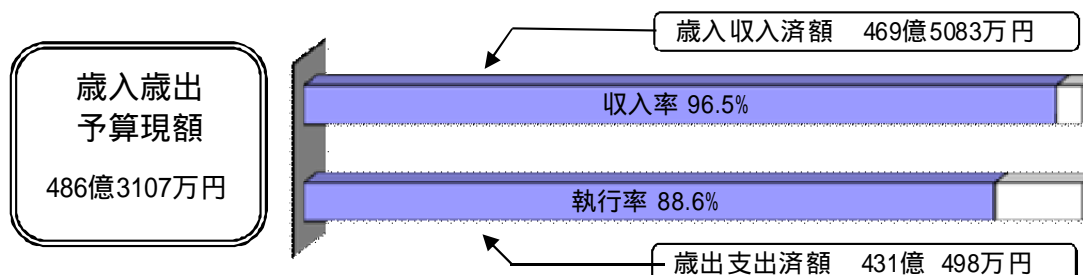 歳入収入済額　469億5083万円
歳入歳出
予算現額
486億3107万円
収入率 96.5%
執行率 88.6%
歳出支出済額　431億 498万円